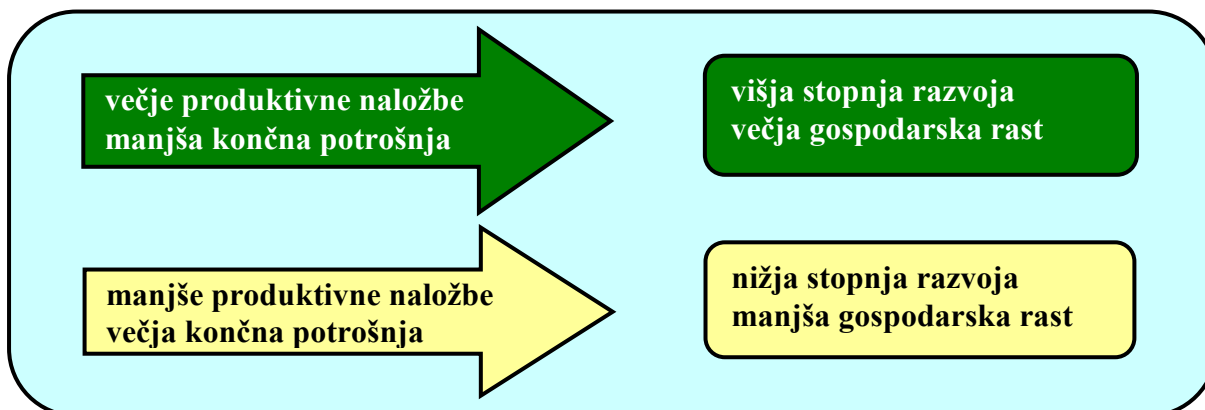 večje produktivne naložbe
manjša končna potrošnja
višja stopnja razvoja
večja gospodarska rast
manjše produktivne naložbe
večja končna potrošnja
nižja stopnja razvoja
manjša gospodarska rast